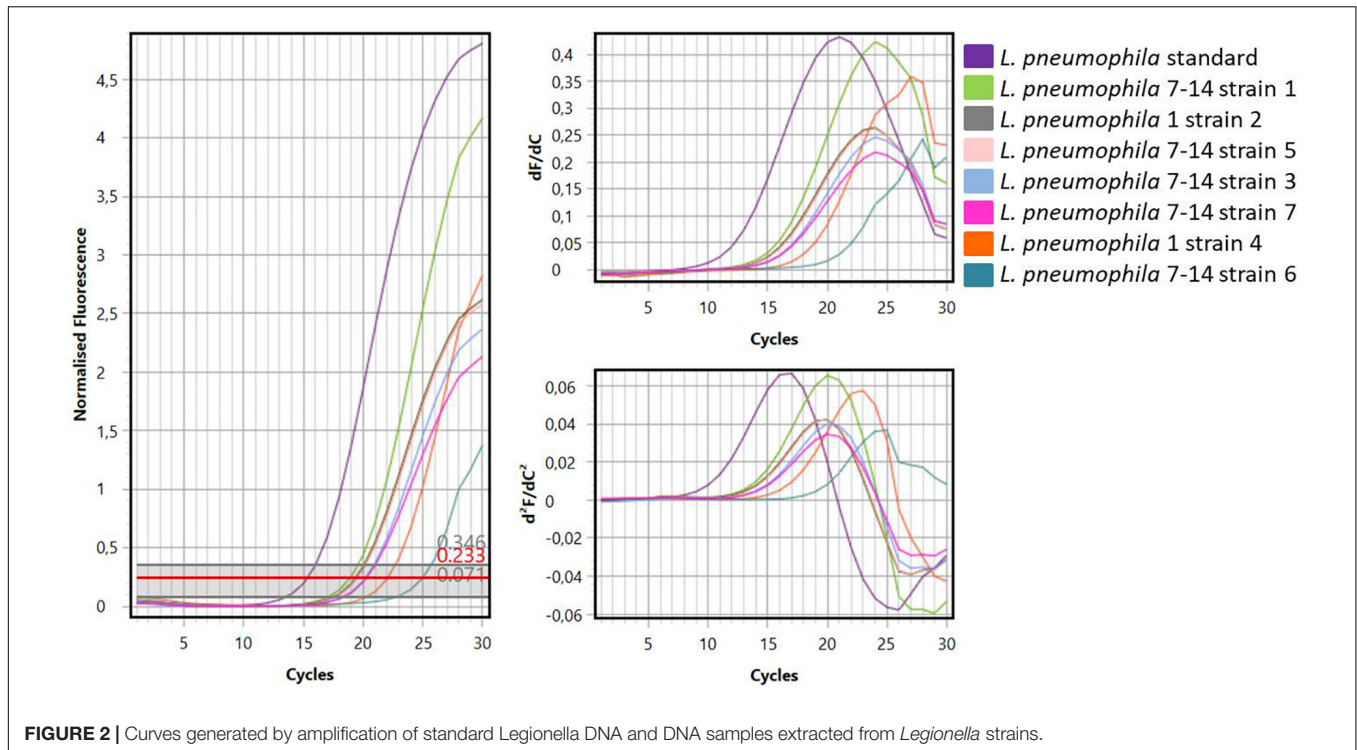 Normalised Fluorescence
4,5
4
3,5
3
2,5
2
1,5
1
0,5
0
0.346
0.233
0.071
5 10 15 20 25 30
Cycles
dF/dC
0,4
0,35
0,3
0,25
0,2
0,15
0,1
0,05
0
5 10 15 20 25 30
Cycles
d²F/dC²
0,06
0,04
0,02
0
-0,02
-0,04
-0,06
5 10 15 20 25 30
Cycles
L. pneumophila standard
L. pneumophila 7-14 strain 1
L. pneumophila 1 strain 2
L. pneumophila 7-14 strain 5
L. pneumophila 7-14 strain 3
L. pneumophila 7-14 strain 7
L. pneumophila 1 strain 4
L. pneumophila 7-14 strain 6
FIGURE 2 | Curves generated by amplification of standard Legionella DNA and DNA samples extracted from Legionella strains.